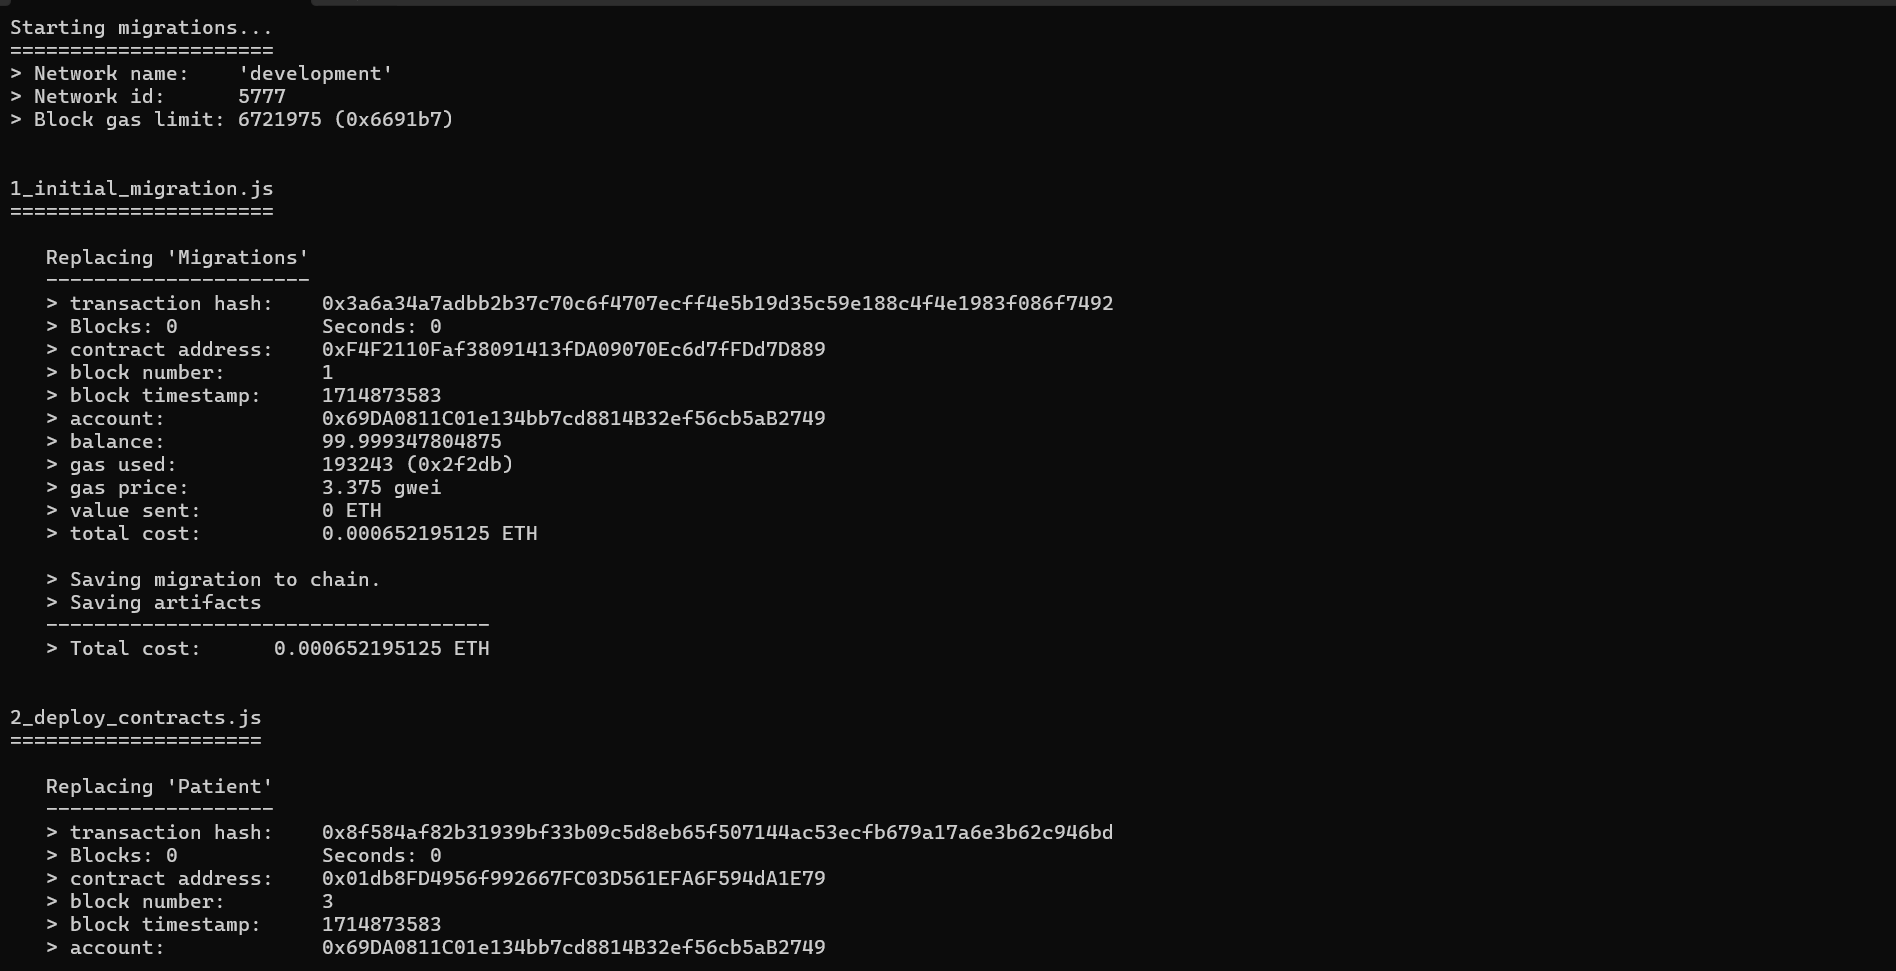 Starting migrations...
======================
> Network name:    'development'
> Network id:      5777
> Block gas limit: 6721975 (0x6691b7)
1_initial_migration.js
======================
Replacing 'Migrations'
----------------------
> transaction hash:    0x3a6a34a7adbb2b37c70c6f4707ecff4e5b19d35c59e188c4f4e1983f086f7492
> Blocks: 0            Seconds: 0
> contract address:    0xF4F2110Faf38091413fDA09070Ec6d7fFDd7D889
> block number:        1
> block timestamp:     1714873583
> account:             0x69DA0811C01e134bb7cd8814B32ef56cb5aB2749
> balance:             99.999347804875
> gas used:            193243 (0x2f2db)
> gas price:           3.375 gwei
> value sent:          0 ETH
> total cost:          0.000652195125 ETH
> Saving migration to chain.
> Saving artifacts
-------------------------------------
> Total cost:      0.000652195125 ETH
2_deploy_contracts.js
=====================
Replacing 'Patient'
-------------------
> transaction hash:    0x8f584af82b31939bf33b09c5d8eb65f507144ac53ecfb679a17a6e3b62c946bd
> Blocks: 0            Seconds: 0
> contract address:    0x01db8FD4956f992667FC03D561EFA6F594dA1E79
> block number:        3
> block timestamp:     1714873583
> account:             0x69DA0811C01e134bb7cd8814B32ef56cb5aB2749